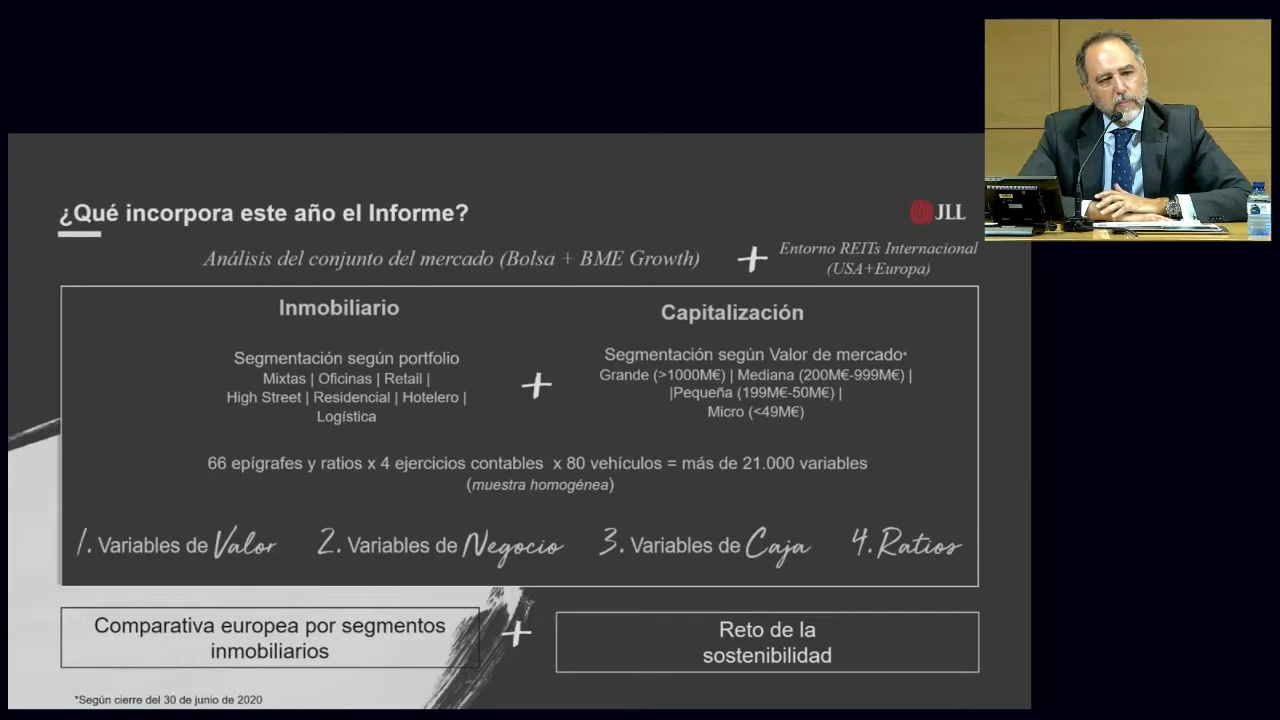 ¿Qué incorpora este año el Informe?
JLL
Análisis del conjunto del mercado (Bolsa + BME Growth)
+
Entorno REITs Internacional
(USA+Europa)
Inmobiliario
Segmentación según portfolio
Mixtas | Oficinas | Retail |
High Street | Residencial | Hotelero |
Logística
+
Capitalización
Segmentación según Valor de mercado*
Grande (>1000M€) | Mediana (200M€-999M€) |
|Pequeña (199M€-50M€) |
Micro (<49M€)
66 epígrafes y ratios x 4 ejercicios contables x 80 vehículos = más de 21.000 variables
(muestra homogénea)
1. Variables de Valor
2. Variables de Negocio
3. Variables de Caja
4. Ratios
Comparativa europea por segmentos
inmobiliarios
+
Reto de la
sostenibilidad
*Según cierre del 30 de junio de 2020